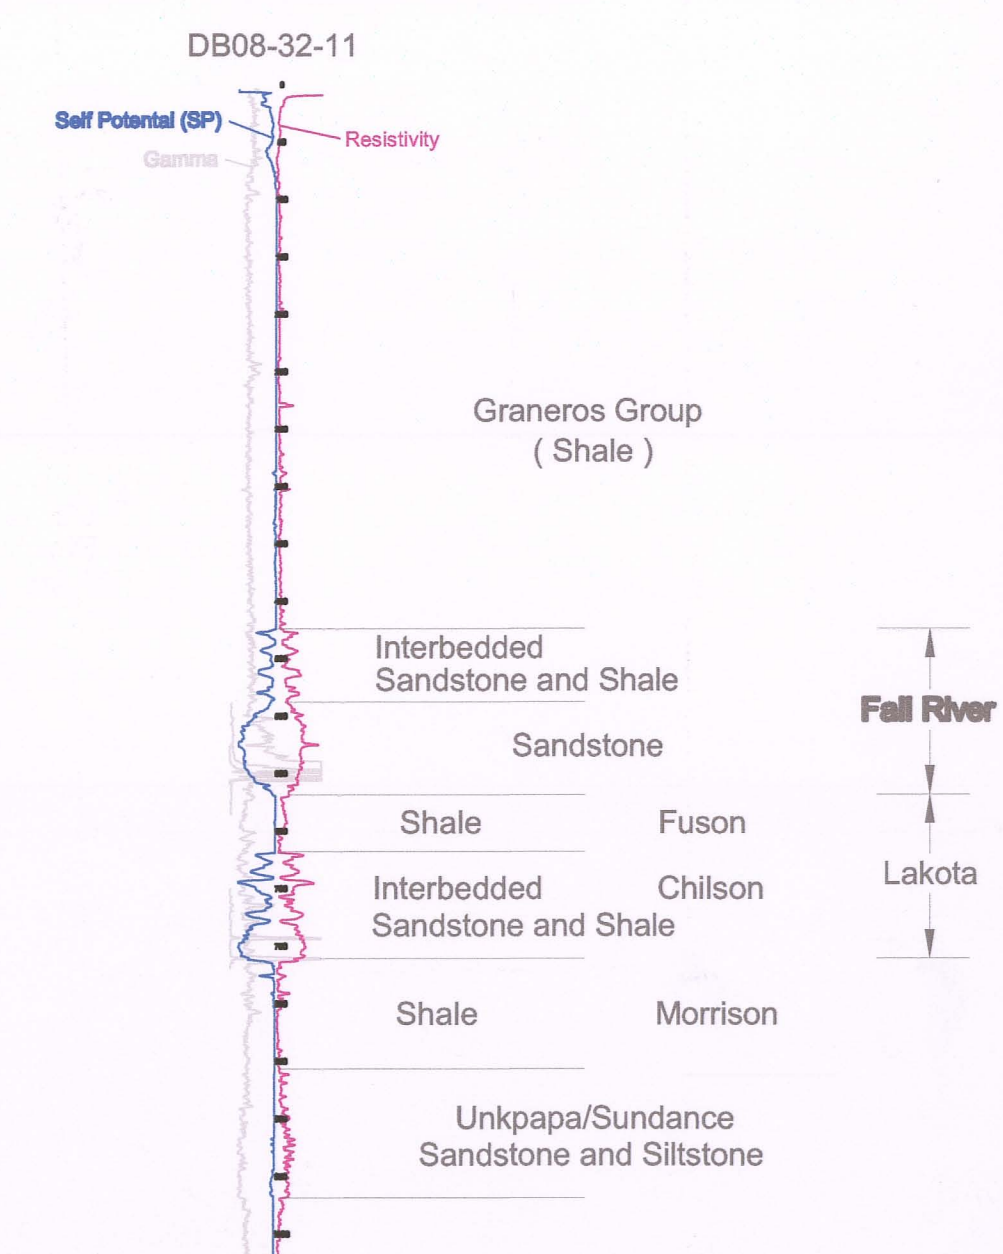 DB08-32-11
Self Potental (SP)
Resistivity
Gamma
Graneros Group
( Shale )
Interbedded
Sandstone and Shale
Fall River
Sandstone
Shale Fuson
Lakota
Interbedded Chilson
Sandstone and Shale
Shale Morrison
Unkpapa/Sundance
Sandstone and Siltstone